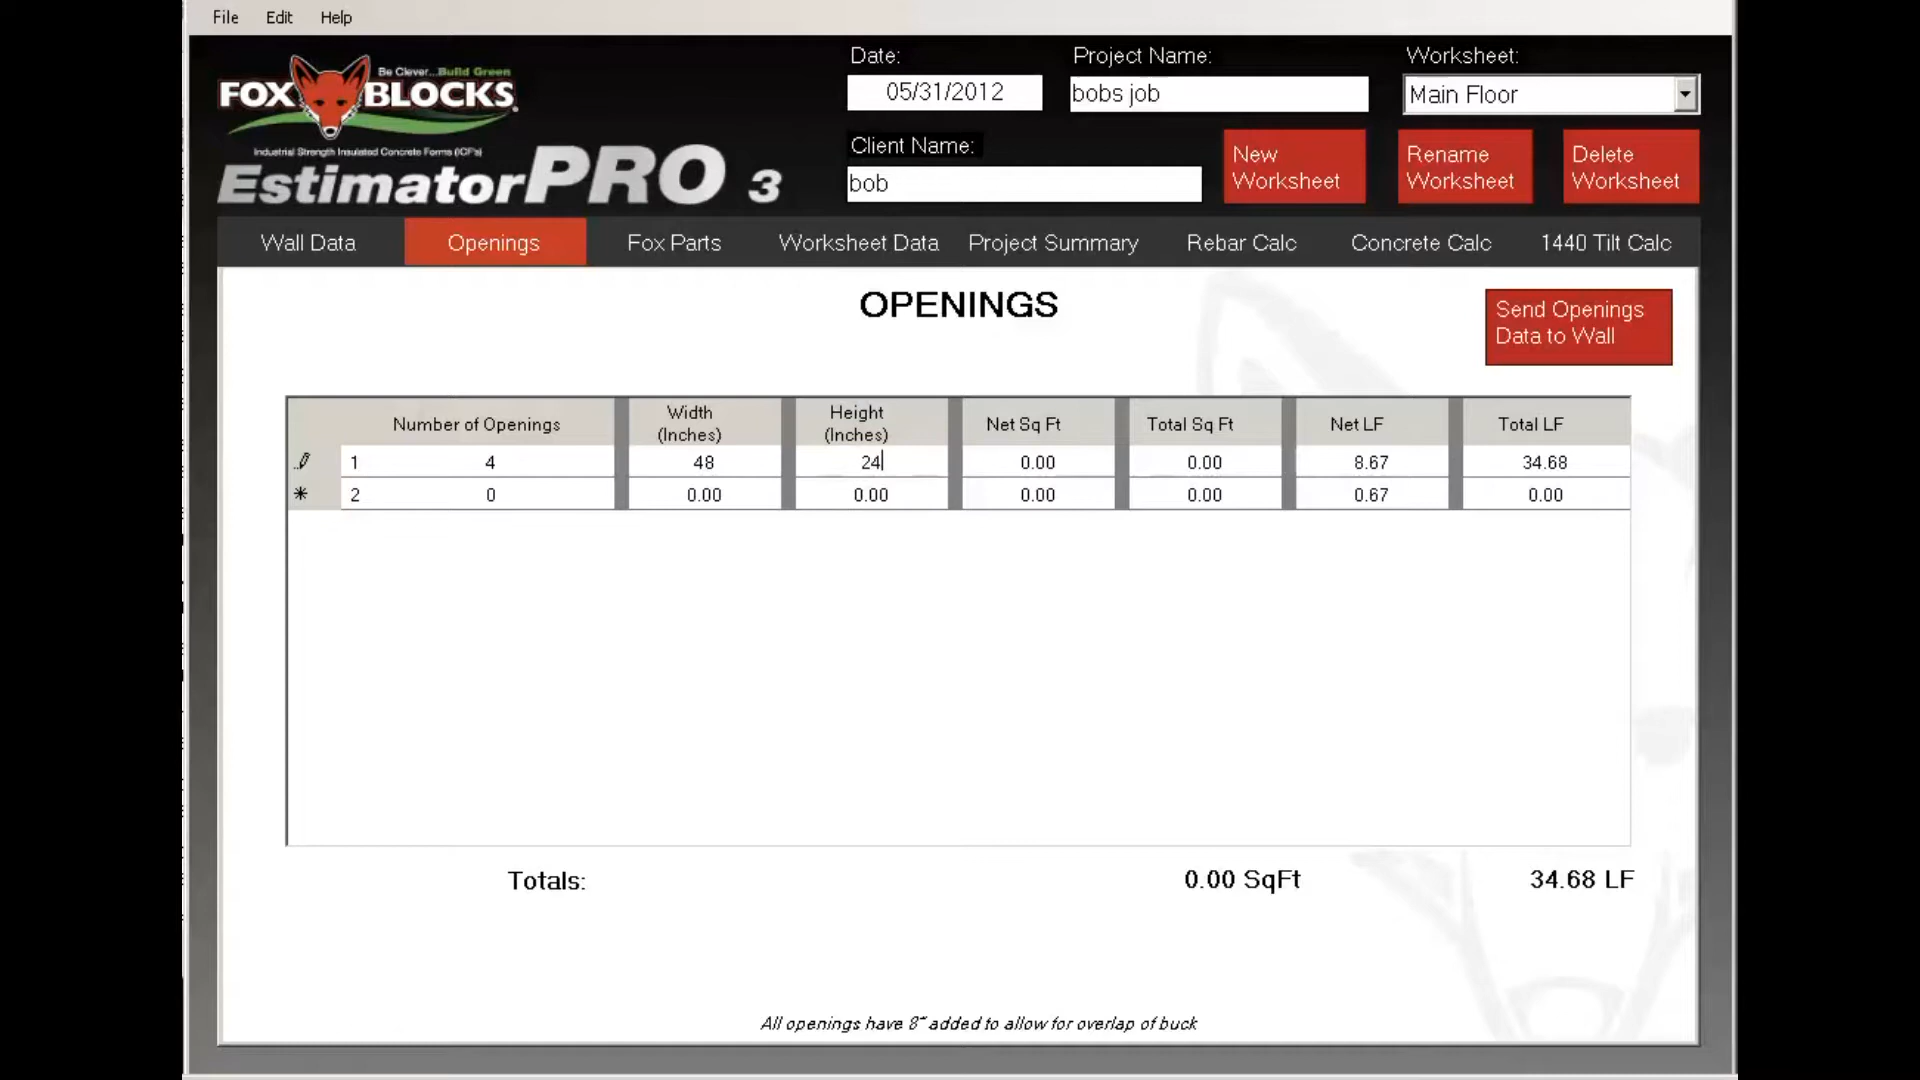 File Edit Help
Date: Project Name: Worksheet:
Be Clever...Build Green
FOX BLOCKS
05/31/2012 bobs job Main Floor
Client Name:
Industrial Strength Insulated Concrete Forms (ICF's)
EstimatorPRO 3
bob
New Worksheet
Rename Worksheet
Delete Worksheet
Wall Data Openings Fox Parts Worksheet Data Project Summary Rebar Calc Concrete Calc 1440 Tilt Calc
OPENINGS
Send Openings
Data to Wall
Number of Openings Width (Inches) Height (Inches) Net Sq Ft Total Sq Ft Net LF Total LF
1 4 48 24 0.00 0.00 8.67 34.68
2 0 0.00 0.00 0.00 0.00 0.67 0.00
Totals: 0.00 SqFt 34.68 LF
All openings have 8" added to allow for overlap of buck